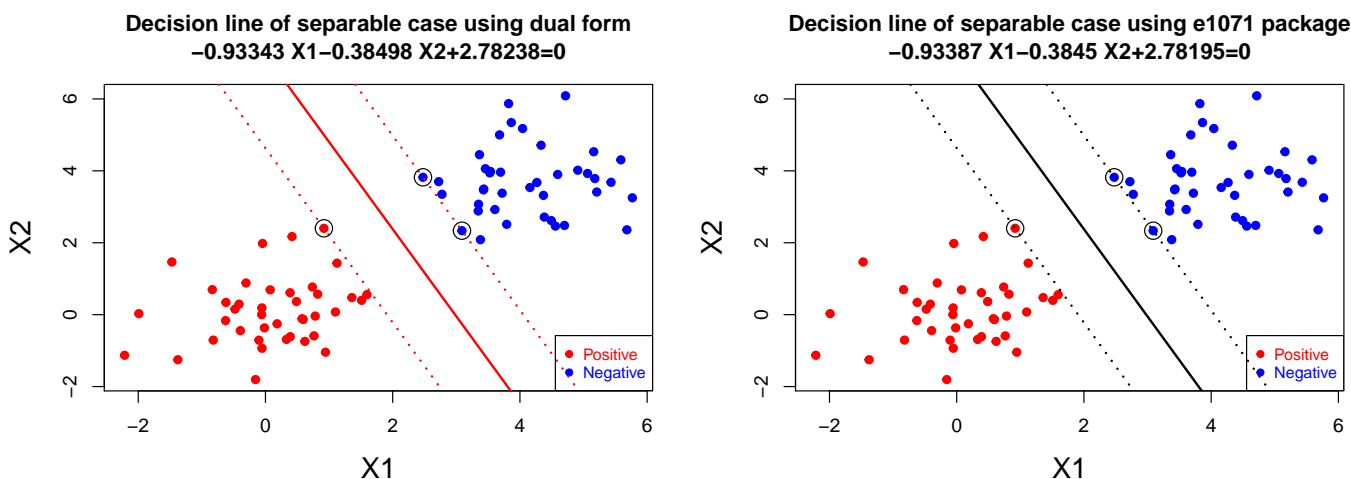 Decision line of separable case using dual form
−0.93343 X1−0.38498 X2+2.78238=0
X2
6
4
2
0
−2
−2 0 2 4 6
X1
Positive
Negative
Decision line of separable case using e1071 package
−0.93387 X1−0.3845 X2+2.78195=0
X2
6
4
2
0
−2
−2 0 2 4 6
X1
Positive
Negative